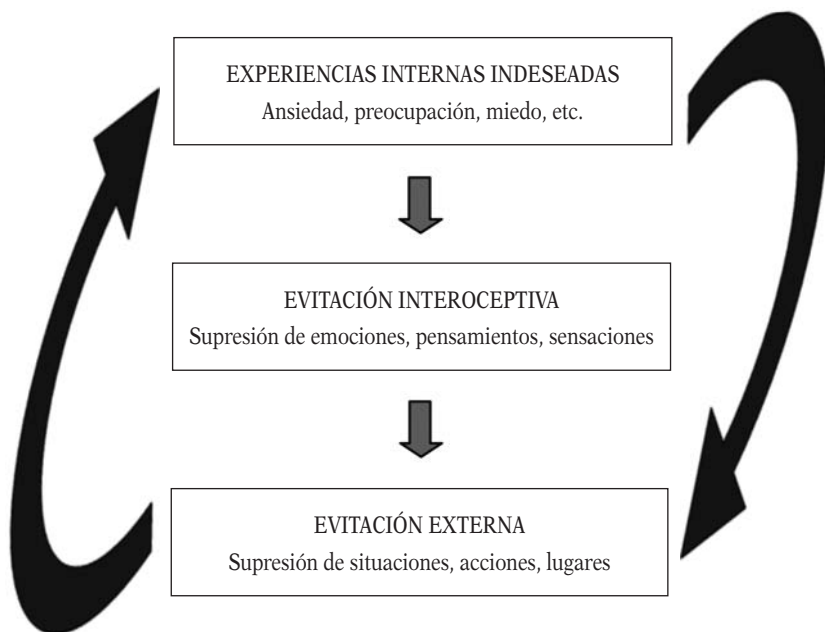 EXPERIENCIAS INTERNAS INDESEADAS
Ansiedad, preocupación, miedo, etc.
EVITACIÓN INTEROCEPTIVA
Supresión de emociones, pensamientos, sensaciones
EVITACIÓN EXTERNA
Supresión de situaciones, acciones, lugares